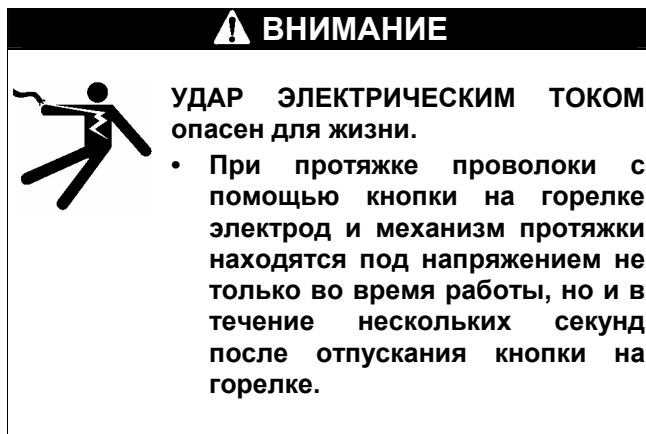 ВНИМАНИЕ
УДАР ЭЛЕКТРИЧЕСКИМ ТОКОМ
опасен для жизни.
• При протяжке проволоки с
помощью кнопки на горелке
электрод и механизм протяжки
находятся под напряжением не
только во время работы, но и в
течение нескольких секунд
после отпускания кнопки на
горелке.